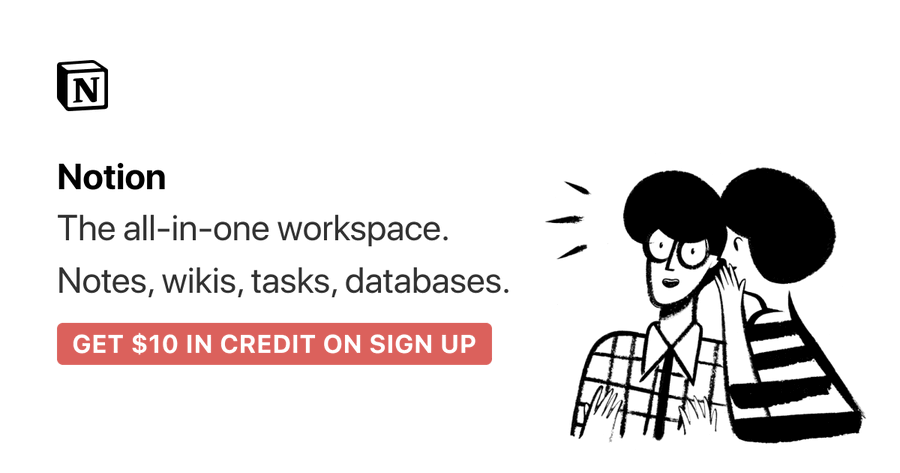 N
Notion
The all-in-one workspace.
Notes, wikis, tasks, databases.
GET $10 IN CREDIT ON SIGN UP